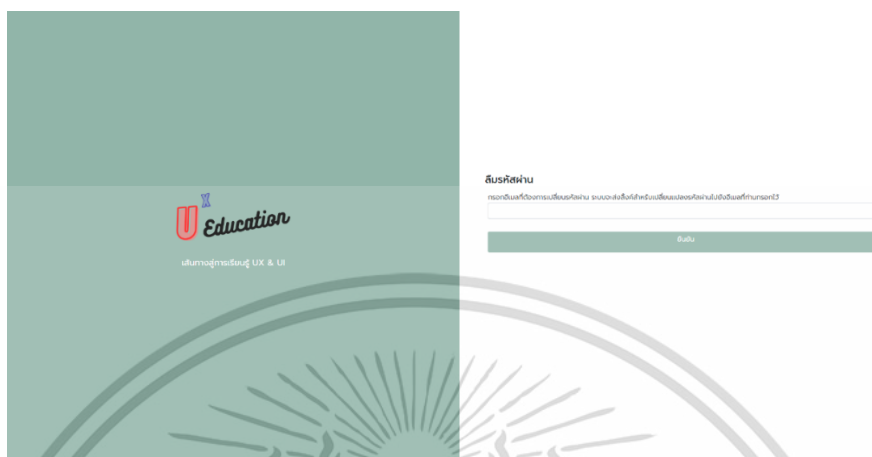 UX
Education
เส้นทางสู่การเรียนรู้ UX & UI
ลืมรหัสผ่าน
กรอกอีเมลที่ต้องการเปลี่ยนรหัสผ่าน ระบบจะส่งลิ้งค์สำหรับเปลี่ยนแปลงรหัสผ่านไปยังอีเมลที่ท่านกรอกไว้
ยืนยัน